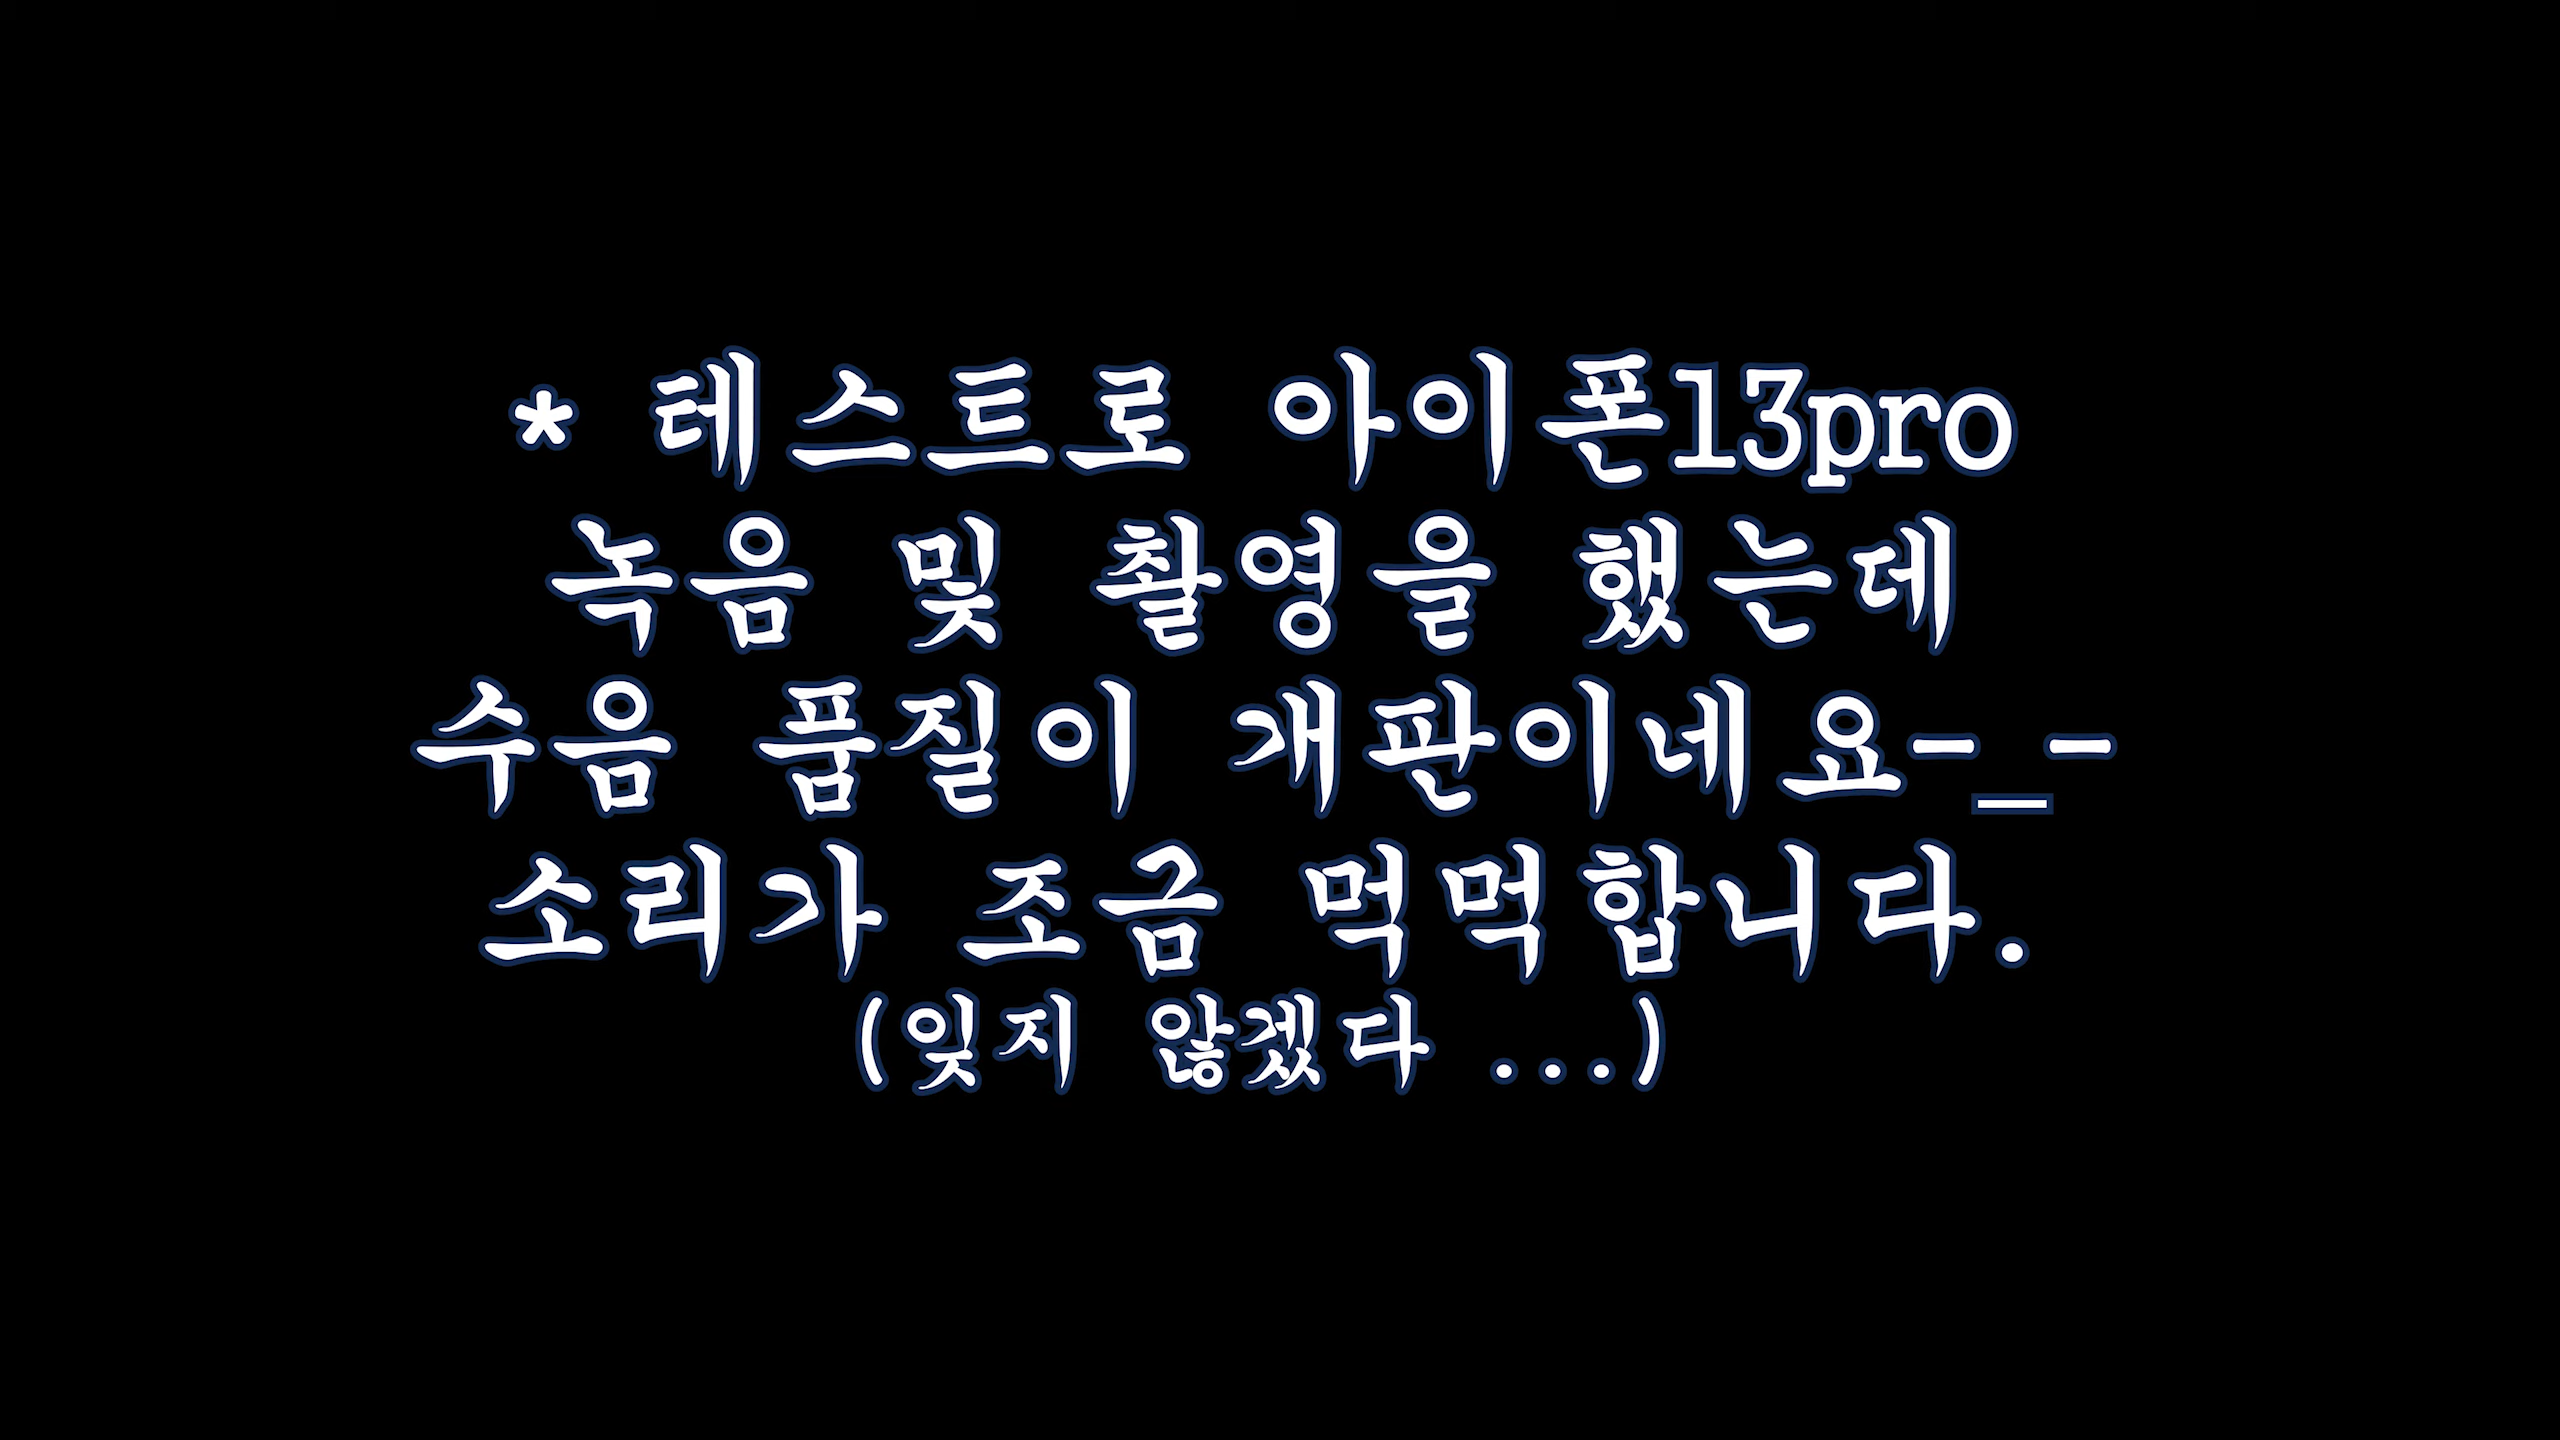 * 테스트로 아이폰13pro
녹음 및 촬영을 했는데
수음 품질이 개판이네요-_-
소리가 조금 먹먹합니다.
(잊지 않겠다 ...)